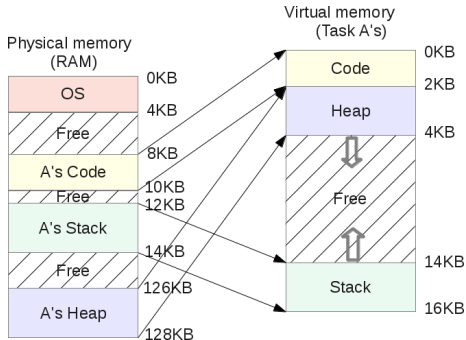 Physical memory
(RAM)
0KB
OS
4KB
Free
8KB
A's Code
10KB
Free
12KB
A's Stack
14KB
Free
126KB
A's Heap
128KB
Virtual memory
(Task A's)
0KB
Code
2KB
Heap
4KB
Free
14KB
Stack
16KB